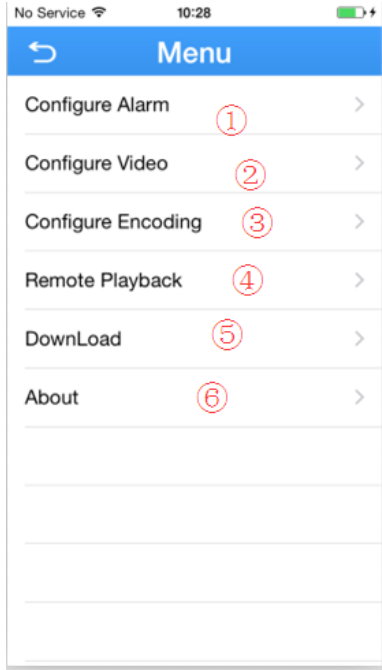 No Service 10:28
Menu
Configure Alarm ①
Configure Video ②
Configure Encoding ③
Remote Playback ④
DownLoad ⑤
About ⑥